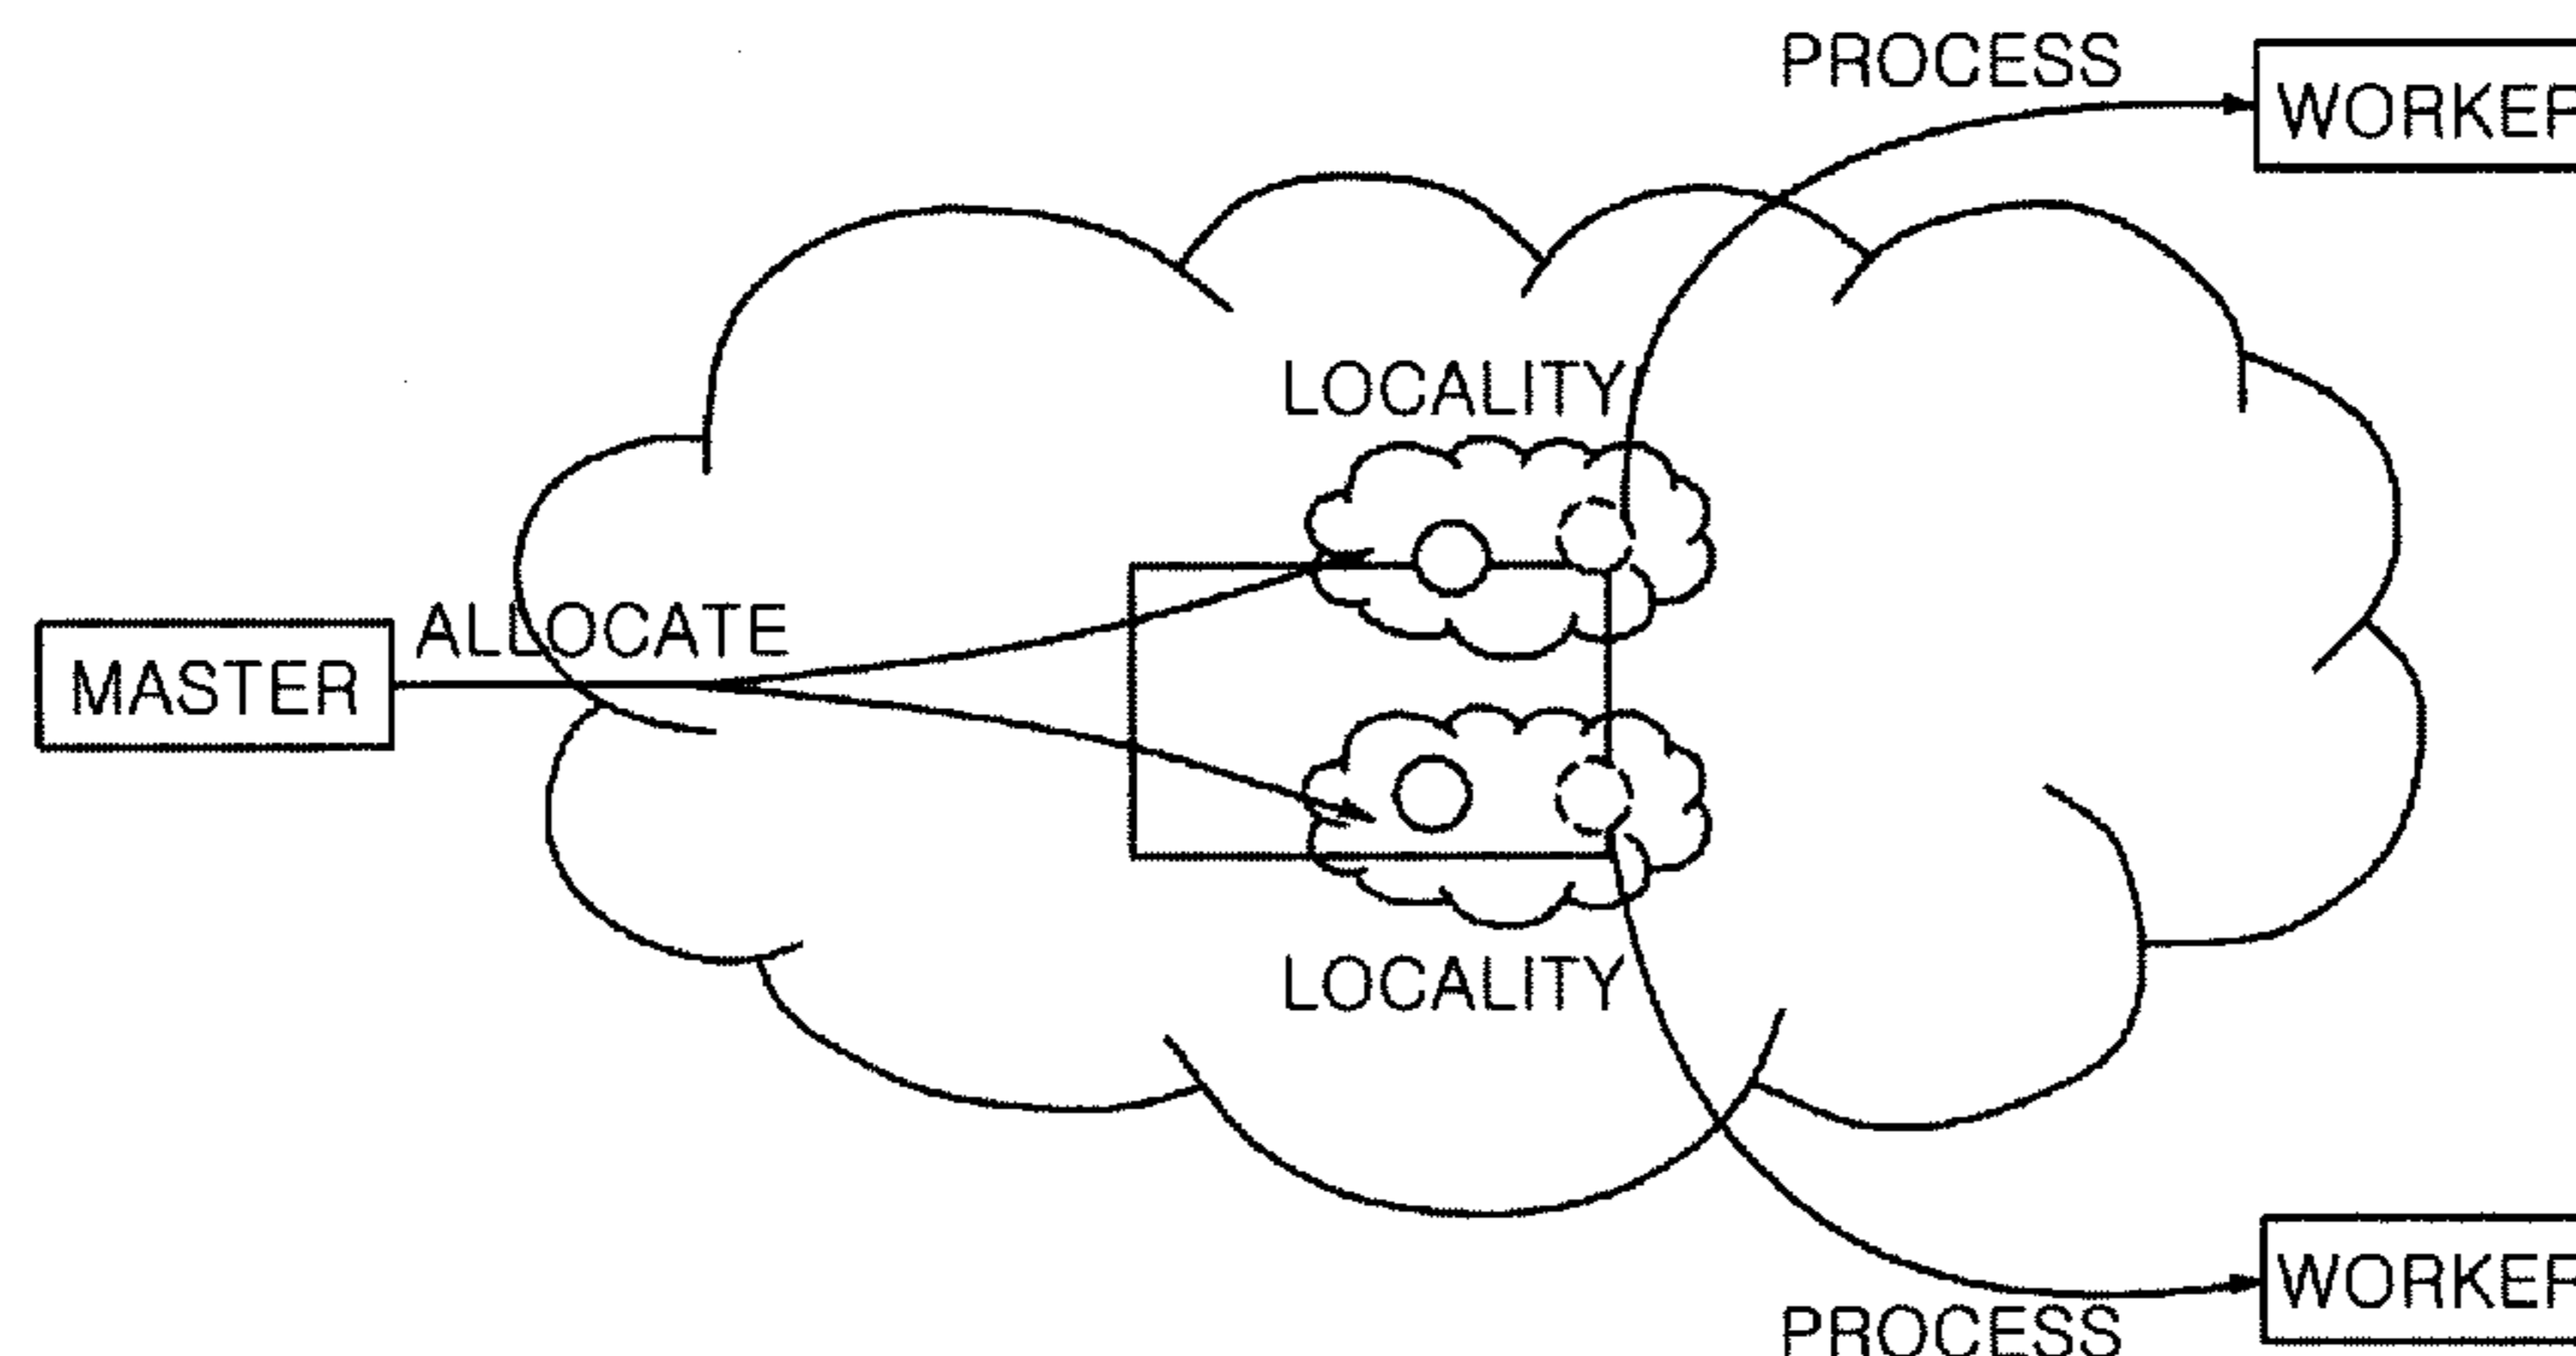 PROCESS
WORKER
LOCALITY
ALLOCATE
MASTER
LOCALITY
WORKER
PROCESS